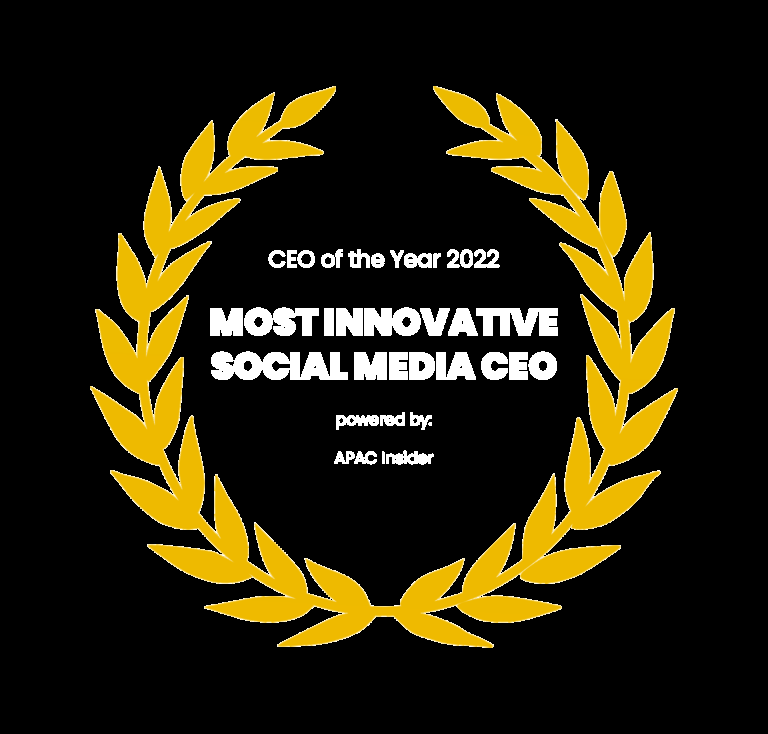 CEO of the Year 2022
MOST INNOVATIVE
SOCIAL MEDIA CEO
powered by:
APAC Insider